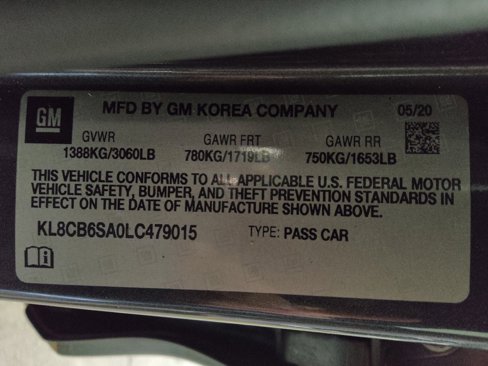 GM
MFD BY GM KOREA COMPANY
05/20
GVWR GAWR FRT GAWR RR
1388KG/3060LB 780KG/1719LB 750KG/1653LB
THIS VEHICLE CONFORMS TO ALL APPLICABLE U.S. FEDERAL MOTOR
VEHICLE SAFETY, BUMPER, AND THEFT PREVENTION STANDARDS IN
EFFECT ON THE DATE OF MANUFACTURE SHOWN ABOVE.
KL8CB6SA0LC479015 TYPE: PASS CAR